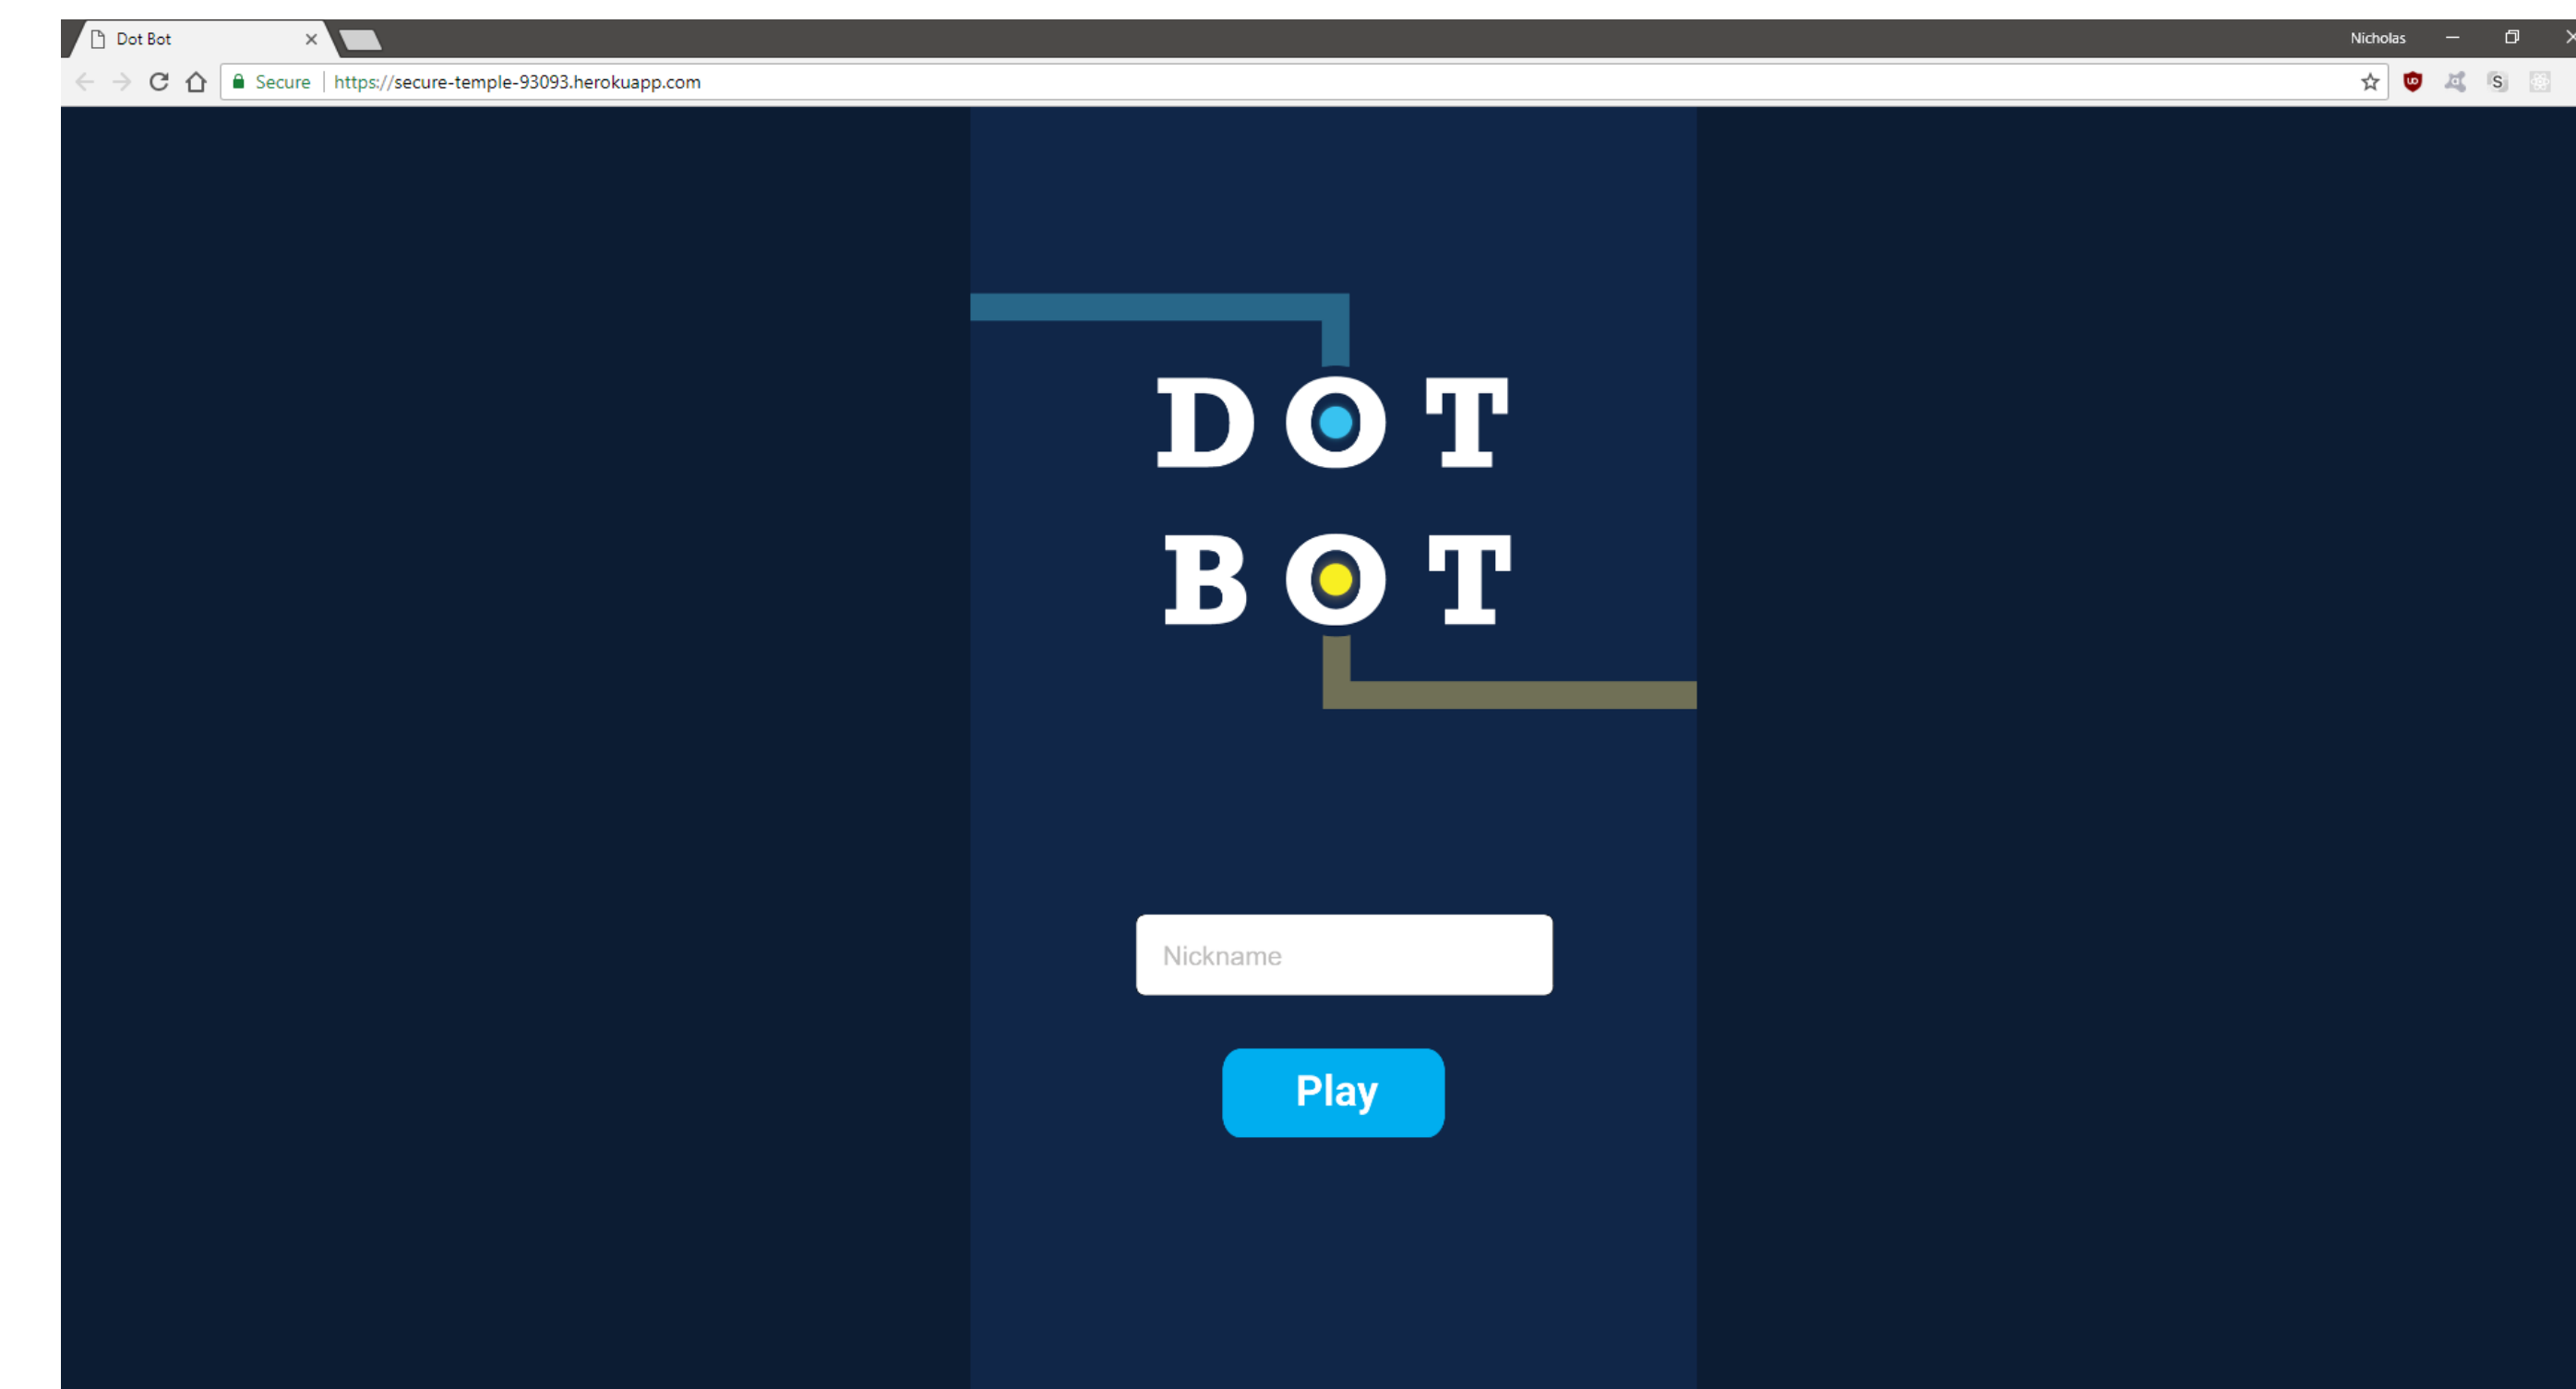 Dot Bot
Nicholas
Secure | https://secure-temple-93093.herokuapp.com
S
DOT
BOT
Nickname
Play